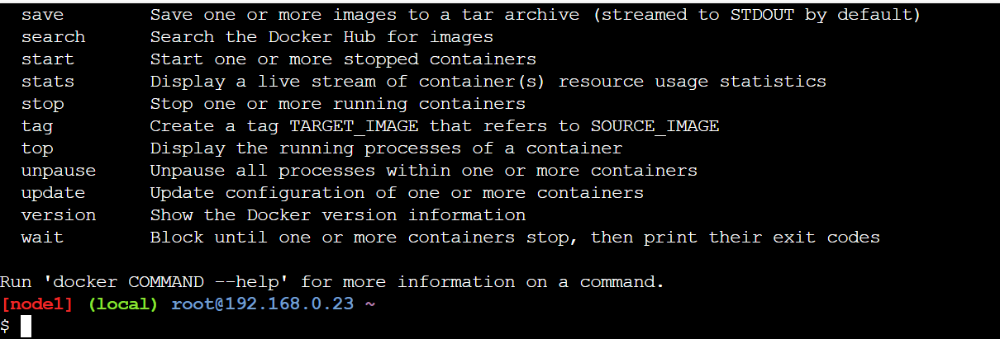 save        Save one or more images to a tar archive (streamed to STDOUT by default)
search      Search the Docker Hub for images
start       Start one or more stopped containers
stats       Display a live stream of container(s) resource usage statistics
stop        Stop one or more running containers
tag         Create a tag TARGET_IMAGE that refers to SOURCE_IMAGE
top         Display the running processes of a container
unpause     Unpause all processes within one or more containers
update      Update configuration of one or more containers
version     Show the Docker version information
wait        Block until one or more containers stop, then print their exit codes
Run 'docker COMMAND --help' for more information on a command.
[node1] (local) root@192.168.0.23 ~
$